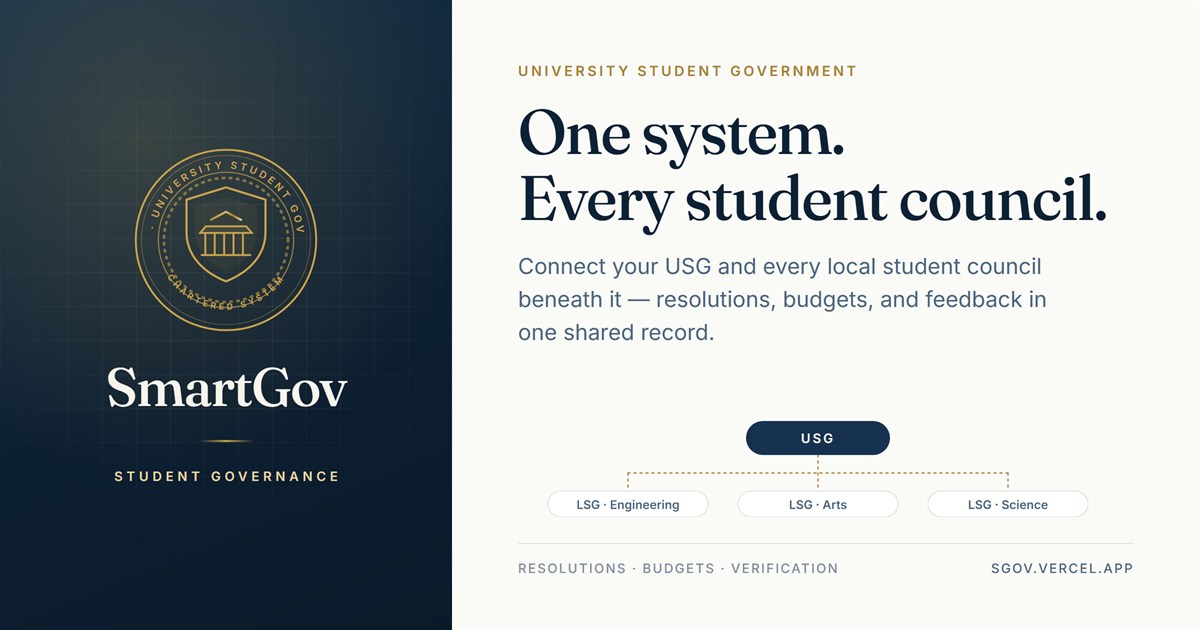 · UNIVERSITY STUDENT GOV
CHARTERED SYSTEM
SmartGov
STUDENT GOVERNANCE
UNIVERSITY STUDENT GOVERNMENT
One system.
Every student council.
Connect your USG and every local student council
beneath it — resolutions, budgets, and feedback in
one shared record.
USG
LSG · Engineering
LSG · Arts
LSG · Science
RESOLUTIONS · BUDGETS · VERIFICATION
SGOV.VERCEL.APP